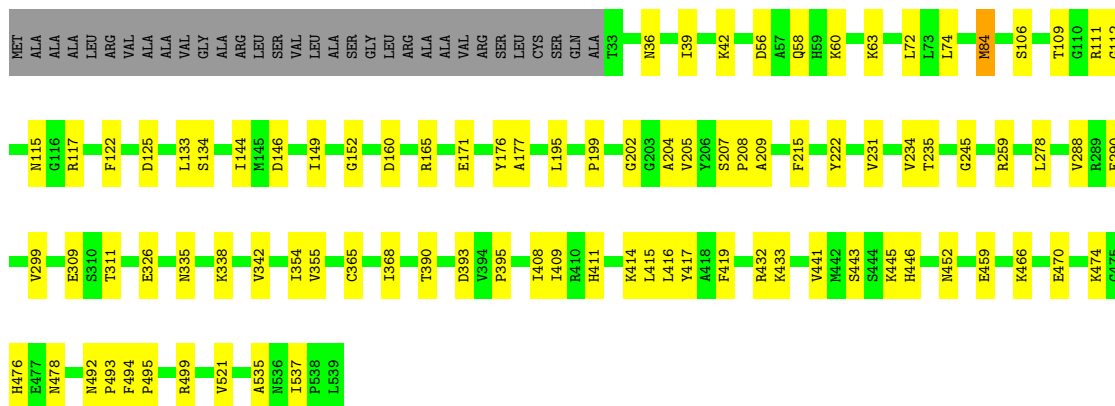 MET ALA ALA ALA ALA LEU ARG VAL ALA ALA VAL GLY ALA ARG LEU SER VAL LEU ALA SER GLY LEU ARG ALA ALA VAL ARG SER LEU CYS SER GLN ALA T33 N36 I39 K42 D56 A57 Q58 H59 K60 K63 L72 L73 L74 M84 S106 T109 G110 R111 G112
N115 G116 R117 F122 D125 L133 S134 I144 M145 D146 I149 G152 D160 R165 E171 Y176 A177 L195 P199 G202 G203 A204 V205 Y206 S207 P208 A209 F215 Y222 V231 V234 T235 G245 R259 L278 V288 R289 E290
V299 E309 S310 T311 E326 N335 K338 V342 I354 V355 C365 I368 T390 D393 V394 P395 I408 I409 R410 H411 K414 L415 L416 Y417 A418 F419 R432 K433 V441 M442 S443 S444 K445 H446 N452 E459 K466 E470 K474 G475
H476 E477 N478 N492 P493 F494 P495 R499 V521 A535 N536 I537 P538 L539